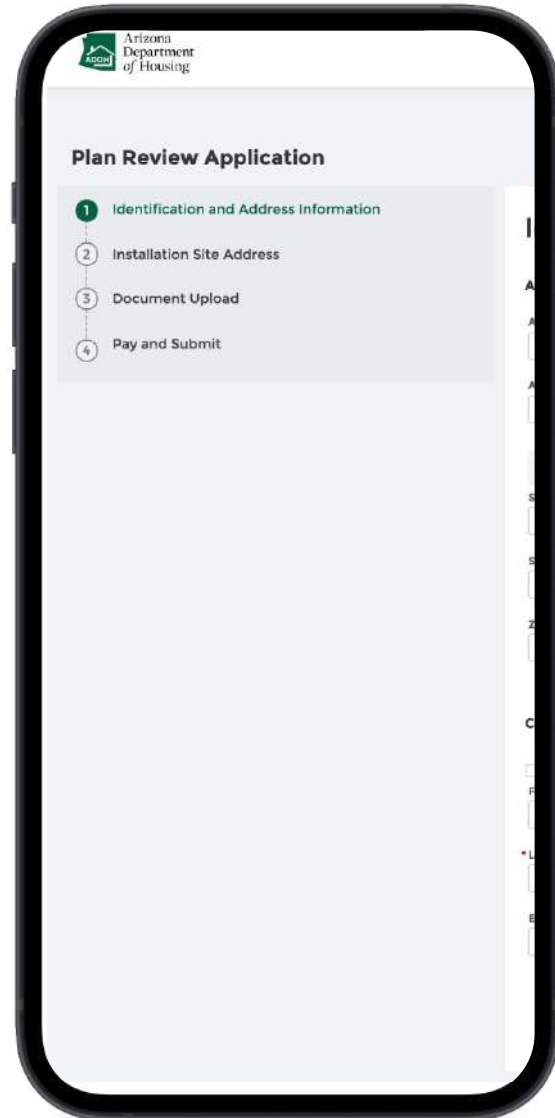 Arizona
Department
of Housing
ADOH
Plan Review Application
1 Identification and Address Information
2 Installation Site Address
3 Document Upload
4 Pay and Submit